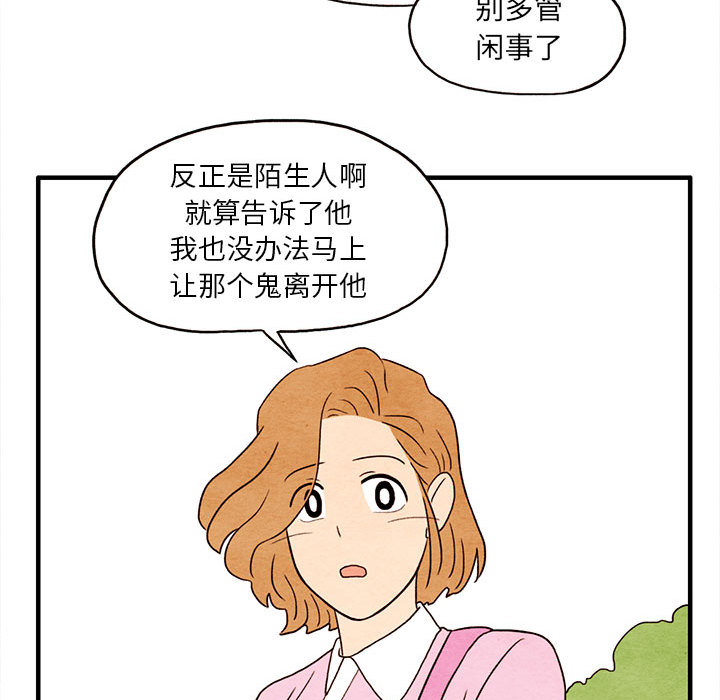 别多管
闲事了
反正是陌生人啊
就算告诉了他
我也没办法马上
让那个鬼离开他